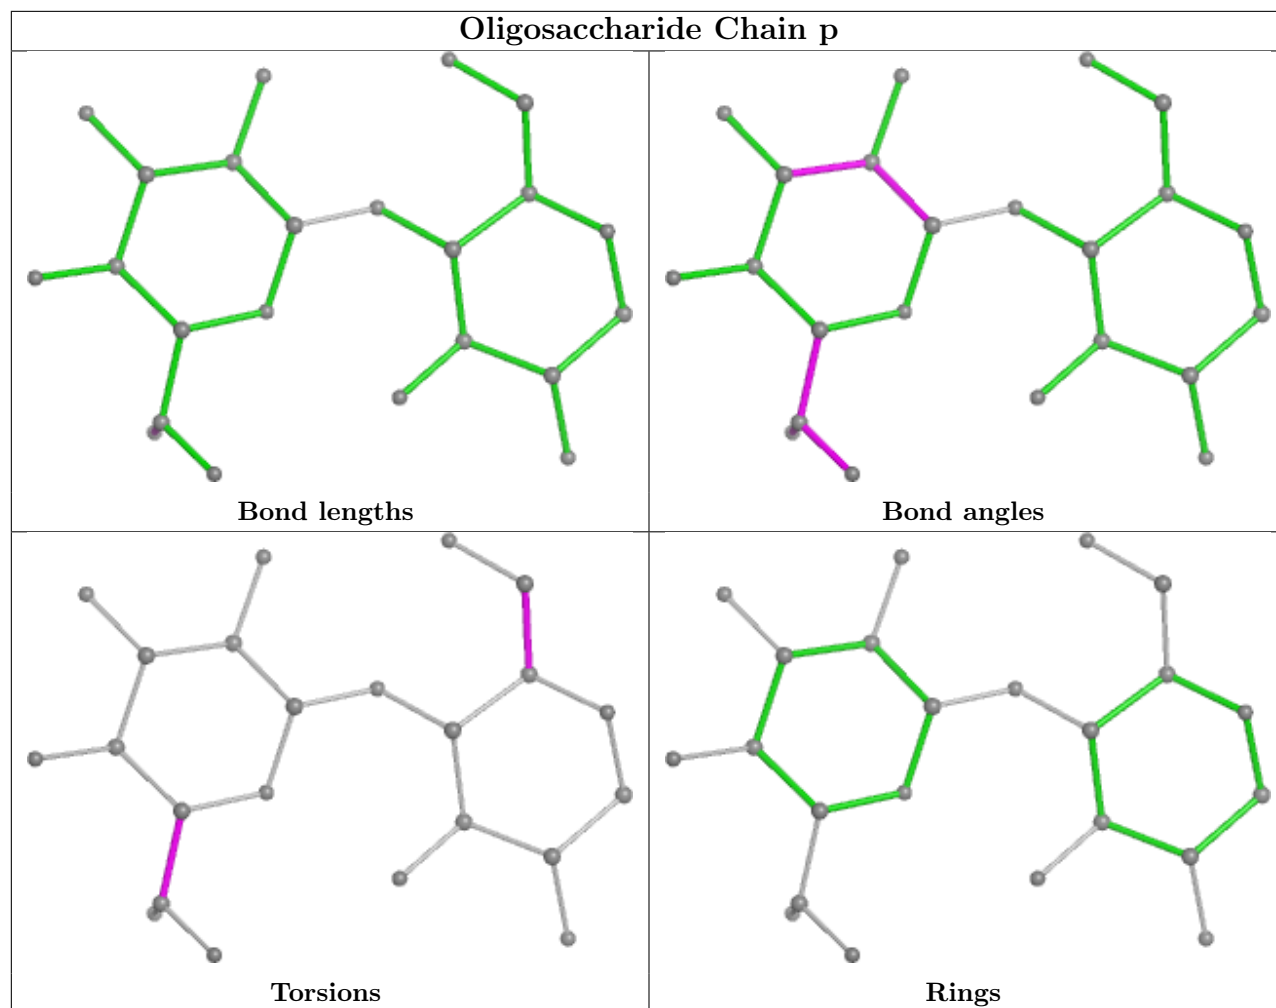 Oligosaccharide Chain p
Bond lengths
Bond angles
Torsions
Rings